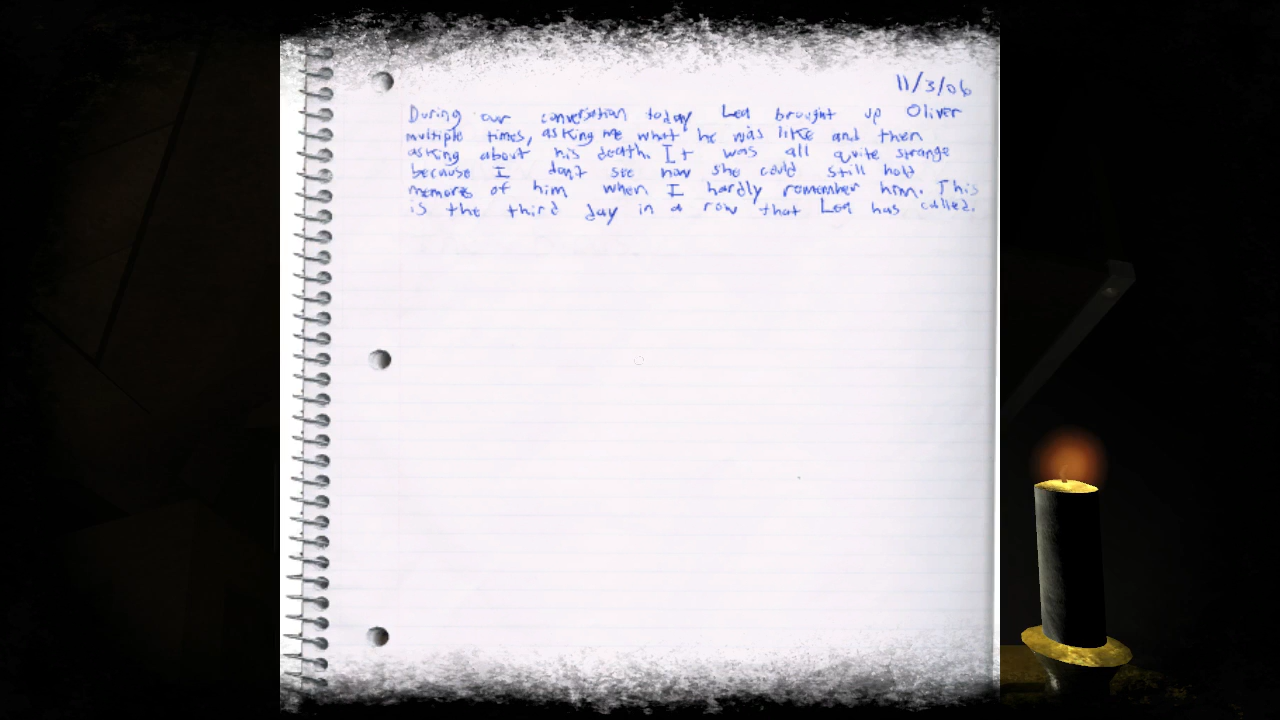 11/3/06
During our conversation today Lea brought up Oliver
multiple times, asking me what he was like and then
asking about his death. It was all quite strange
because I don't see how she could still hold
memores of him when I hardly remember him. This
is the third day in a row that Lea has called.